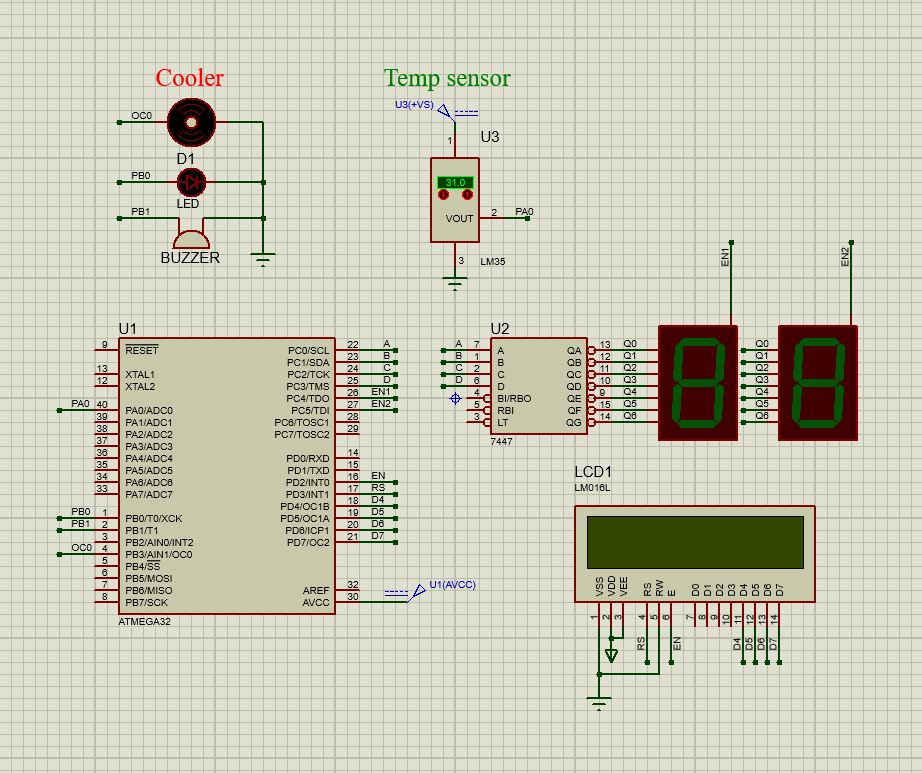 Cooler
Temp sensor
U3(+VS)
OC0
U3
1
D1
31.0
PB0
LED
VOUT
2
PA0
PB1
BUZZER
3
LM35
EN1
EN2
U1
U2
9
RESET
PC0/SCL
22
A
PC1/SDA
23
B
13
XTAL1
PC2/TCK
24
C
12
XTAL2
PC3/TMS
25
D
PC4/TDO
26
EN1
PA0
40
PA0/ADC0
PC5/TDI
27
EN2
39
PA1/ADC1
PC6/TOSC1
28
38
PA2/ADC2
PC7/TOSC2
29
37
PA3/ADC3
36
PA4/ADC4
PD0/RXD
14
35
PA5/ADC5
PD1/TXD
15
34
PA6/ADC6
PD2/INT0
16
EN
33
PA7/ADC7
PD3/INT1
17
RS
PD4/OC1B
18
D4
PB0
1
PB0/T0/XCK
PD5/OC1A
19
D5
PB1
2
PB1/T1
PD6/ICP1
20
D6
3
PB2/AIN0/INT2
PD7/OC2
21
D7
OC0
4
PB3/AIN1/OC0
5
PB4/SS
6
PB5/MOSI
7
PB6/MISO
AREF
32
8
PB7/SCK
AVCC
30
U1(AVCC)
ATMEGA32
A
7
A
QA
13
Q0
Q0
B
1
B
QB
12
Q1
Q1
C
2
C
QC
11
Q2
Q2
D
6
D
QD
10
Q3
Q3
4
BI/RBO
QE
9
Q4
Q4
5
RBI
QF
15
Q5
Q5
3
LT
QG
14
Q6
Q6
7447
LCD1
LM016L
VSS
VDD
VEE
RS
RW
E
D0
D1
D2
D3
D4
D5
D6
D7
1
2
3
4
5
6
7
8
9
10
11
12
13
14
RS
EN
D4
D5
D6
D7